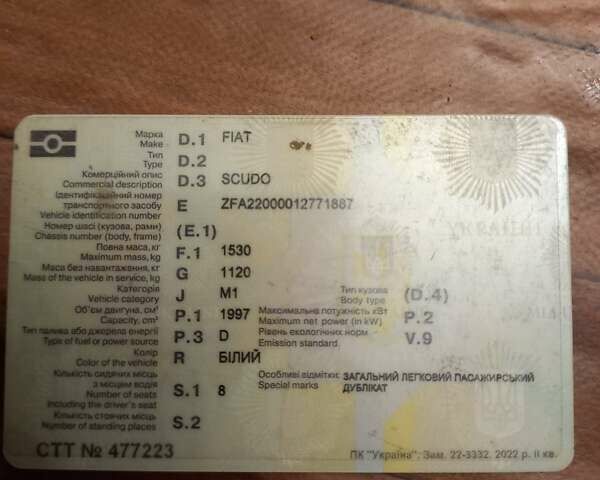 Марка D.1 FIAT
Make
Тип D.2
Type
Комерційний опис D.3 SCUDO
Commercial description
Ідентифікаційний номер
транспортного засобу E ZFA22000012771887
Vehicle identification number
Номер шасі (кузова, рами) (E.1)
Chassis number (body, frame)
Повна маса, кг F.1 1530
Maximum mass, kg
Маса без навантаження, кг G 1120
Mass of the vehicle in service, kg
Категорія J M1 Тип кузова (D.4)
Vehicle category Body type
Об'єм двигуна, см³ P.1 1997 Максимальна потужність кВт P.2
Capacity, cm³ Maximum net power (in kW)
Тип палива або джерела енергії P.3 D Рівень екологічних норм V.9
Type of fuel or power source Emission standard
Колір R БІЛИЙ
Color of the vehicle
Кількість сидячих місць Особливі відмітки: ЗАГАЛЬНИЙ ЛЕГКОВИЙ ПАСАЖИРСЬКИЙ
з місцем водія S.1 8 Special marks ДУБЛІКАТ
Number of seats
including the driver's seat
Кількість стоячих місць S.2
Number of standing places
СТТ № 477223
ПК "Україна". Зам. 22-3332. 2022 р. II кв.